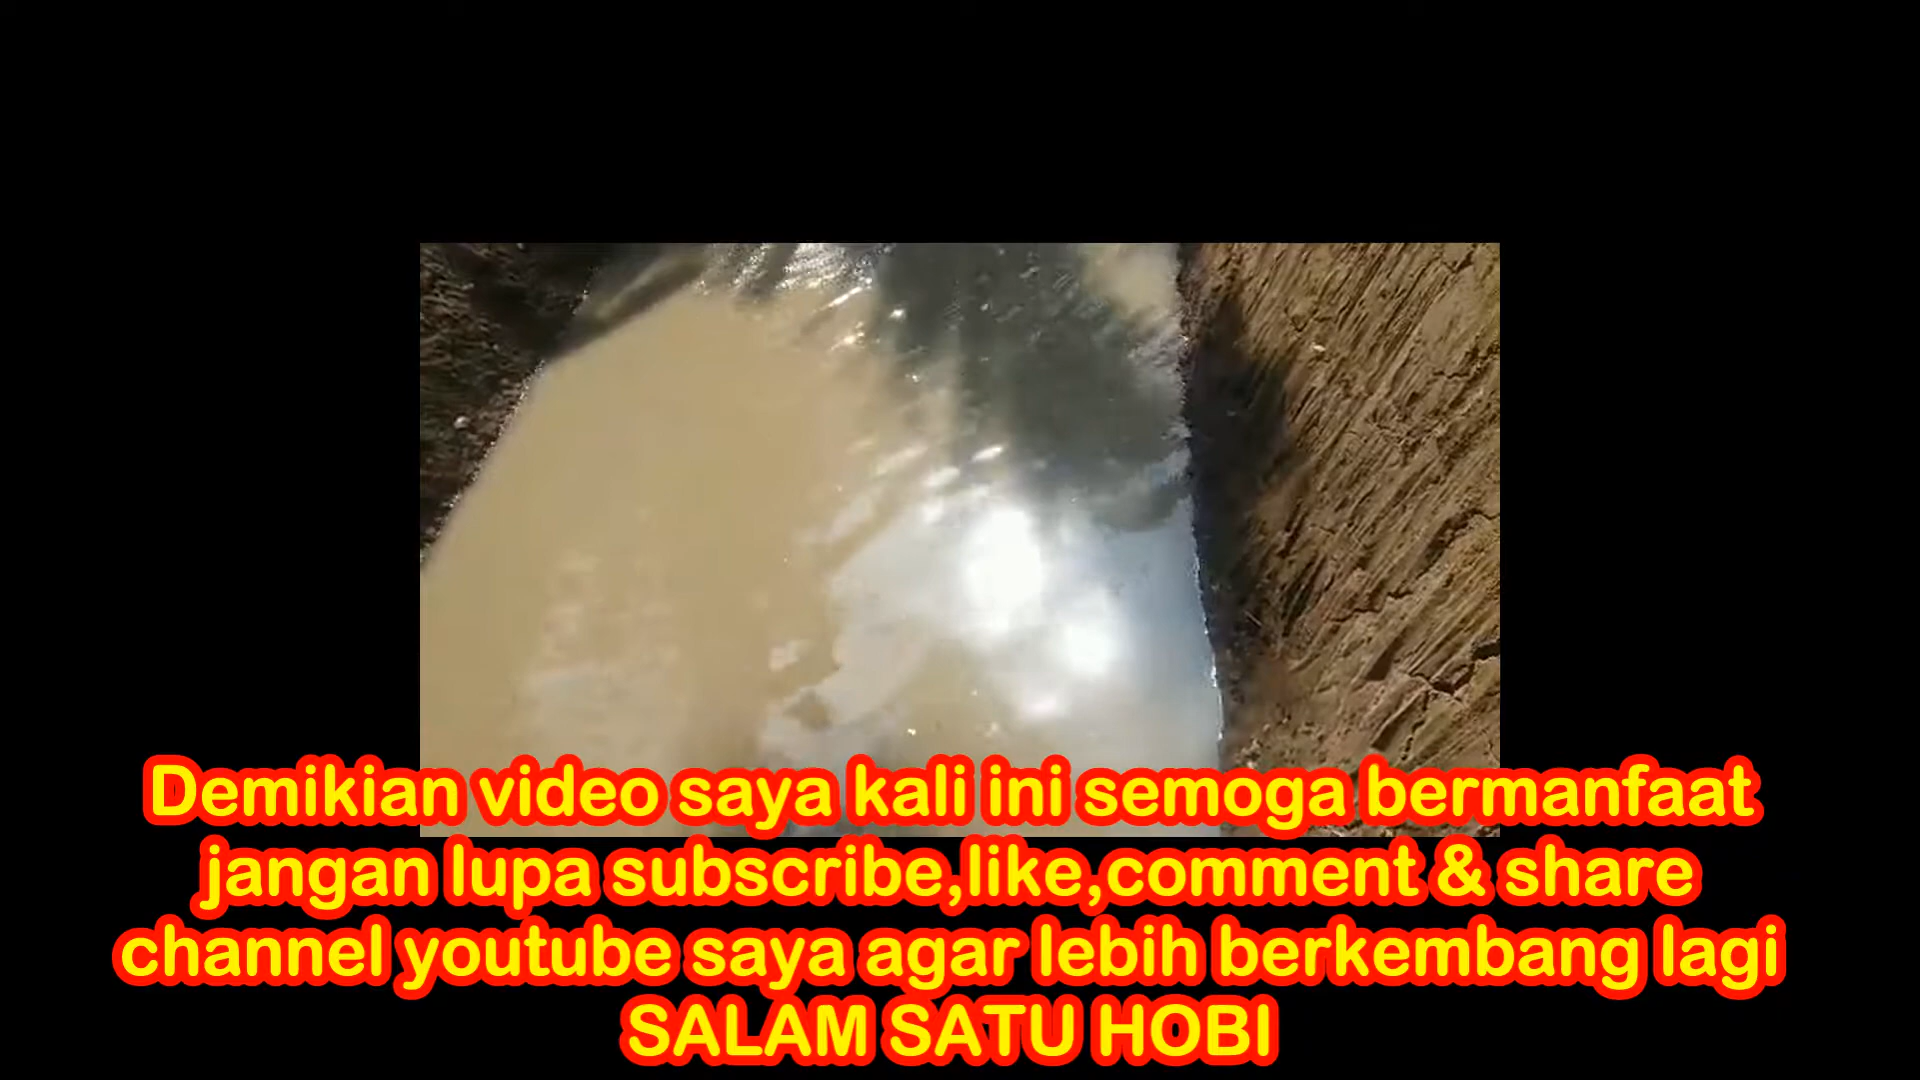 Demikian video saya kali ini semoga bermanfaat
jangan lupa subscribe,like,comment & share
channel youtube saya agar lebih berkembang lagi
SALAM SATU HOBI